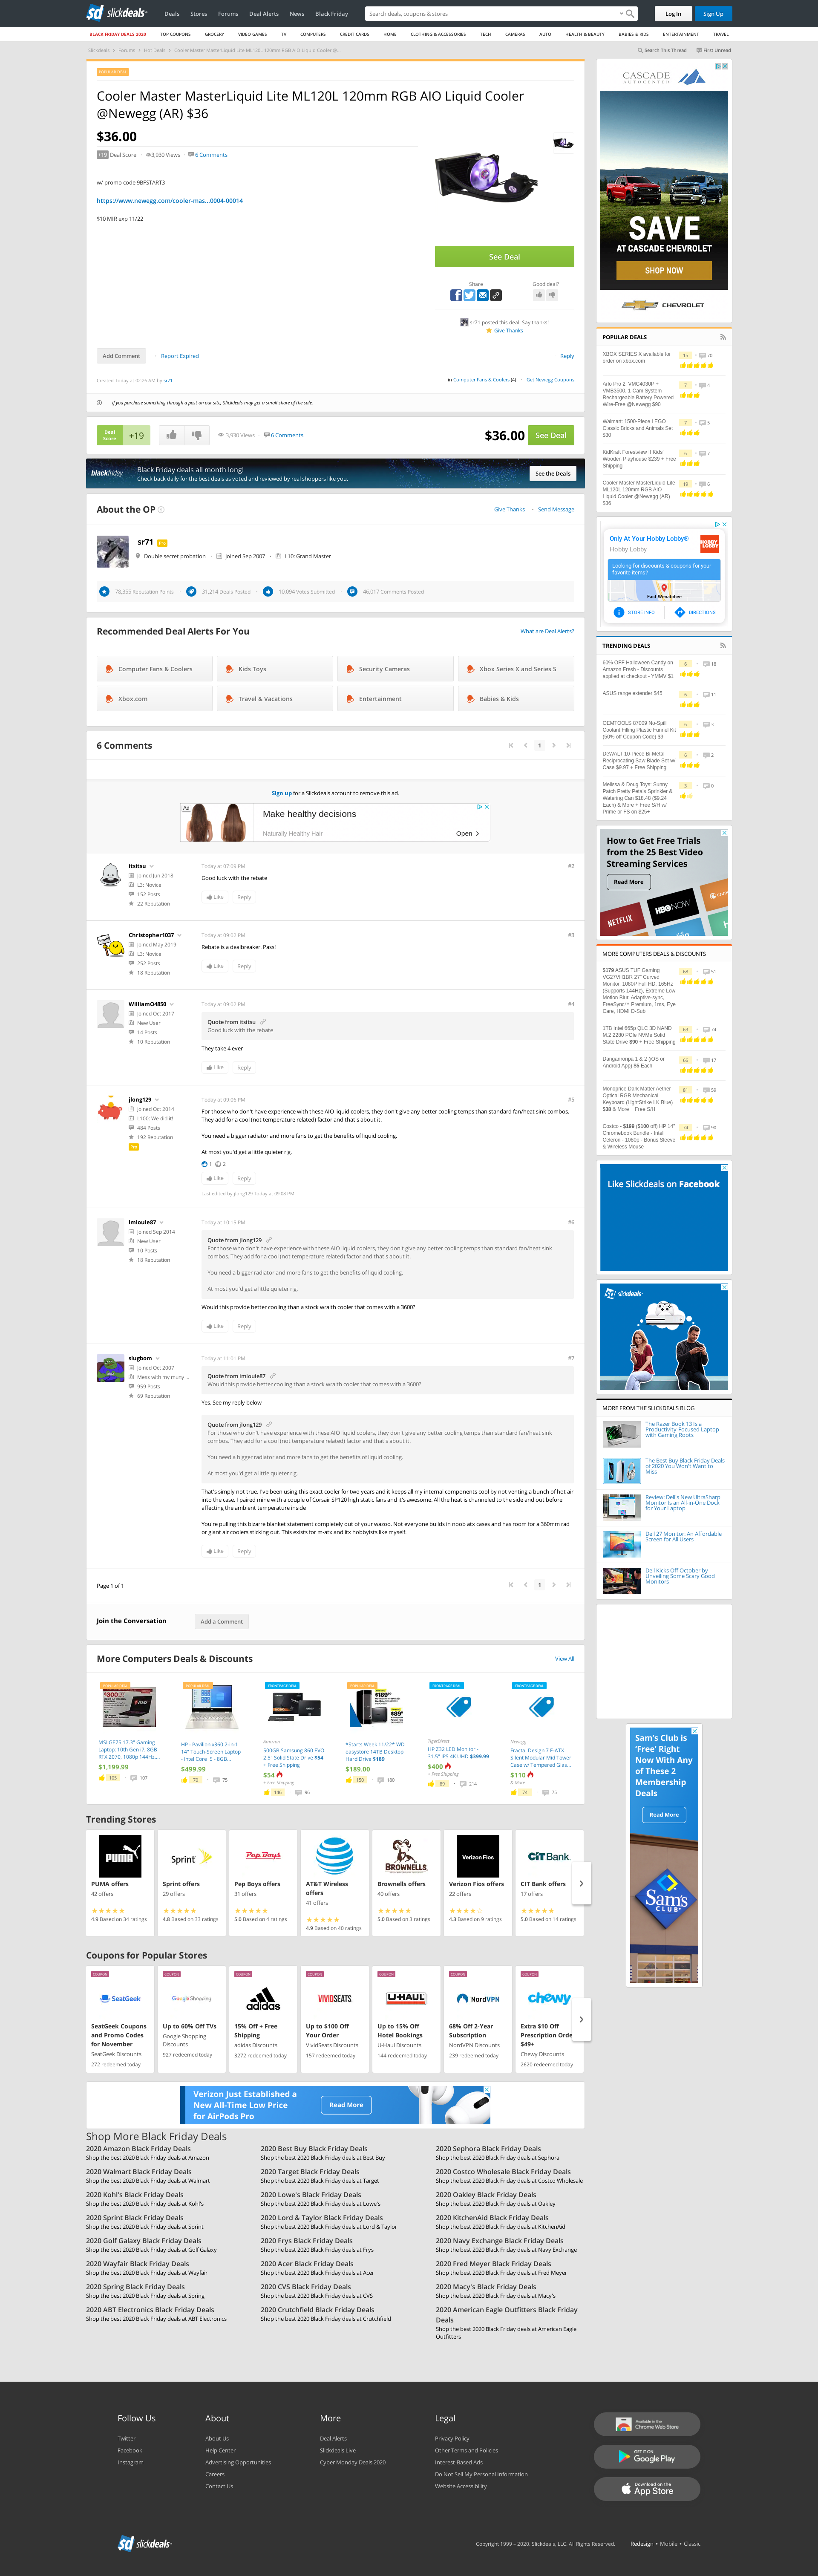 slickdeals
Deals Stores Forums Deal Alerts News Black Friday
Search deals, coupons & stores
Log In Sign Up
BLACK FRIDAY DEALS 2020 TOP COUPONS GROCERY VIDEO GAMES TV COMPUTERS CREDIT CARDS HOME CLOTHING & ACCESSORIES TECH CAMERAS AUTO HEALTH & BEAUTY BABIES & KIDS ENTERTAINMENT TRAVEL
Slickdeals Forums Hot Deals Cooler Master MasterLiquid Lite ML120L 120mm RGB AIO Liquid Cooler @...
Search This Thread First Unread
Cooler Master MasterLiquid Lite ML120L 120mm RGB AIO Liquid Cooler
@Newegg (AR) $36
$36.00
+19 Deal Score 3,930 Views 6 Comments
w/ promo code 9BFSTART3
https://www.newegg.com/cooler-mas...0004-00014
$10 MIR exp 11/22
See Deal
Share Good deal?
sr71 posted this deal. Say thanks!
Give Thanks
Add Comment Report Expired Reply
Created Today at 02:26 AM by sr71
in Computer Fans & Coolers (4) Get Newegg Coupons
If you purchase something through a post on our site, Slickdeals may get a small share of the sale.
Deal Score +19 3,930 Views 6 Comments $36.00 See Deal
blackfriday
Black Friday deals all month long!
Check back daily for the best deals as voted and reviewed by real shoppers like you.
See the Deals
About the OP Give Thanks Send Message
sr71 Pro
Double secret probation Joined Sep 2007 L10: Grand Master
78,355 Reputation Points 31,214 Deals Posted 10,094 Votes Submitted 46,017 Comments Posted
Recommended Deal Alerts For You What are Deal Alerts?
Computer Fans & Coolers Kids Toys Security Cameras Xbox Series X and Series S
Xbox.com Travel & Vacations Entertainment Babies & Kids
6 Comments 1
Sign up for a Slickdeals account to remove this ad.
Ad
Make healthy decisions
Naturally Healthy Hair Open
itsitsu Today at 07:09 PM #2
Joined Jun 2018
L3: Novice
152 Posts
22 Reputation
Good luck with the rebate
Like Reply
Christopher1037 Today at 09:02 PM #3
Joined May 2019
L3: Novice
252 Posts
18 Reputation
Rebate is a dealbreaker. Pass!
Like Reply
WilliamO4850 Today at 09:02 PM #4
Joined Oct 2017
New User
14 Posts
10 Reputation
Quote from itsitsu
Good luck with the rebate
They take 4 ever
Like Reply
jlong129 Today at 09:06 PM #5
Joined Oct 2014
L100: We did it!
484 Posts
192 Reputation
Pro
For those who don't have experience with these AIO liquid coolers, they don't give any better cooling temps than standard fan/heat sink combos.
They add for a cool (not temperature related) factor and that's about it.
You need a bigger radiator and more fans to get the benefits of liquid cooling.
At most you'd get a little quieter rig.
1 2
Like Reply
Last edited by jlong129 Today at 09:08 PM.
imlouie87 Today at 10:15 PM #6
Joined Sep 2014
New User
10 Posts
18 Reputation
Quote from jlong129
For those who don't have experience with these AIO liquid coolers, they don't give any better cooling temps than standard fan/heat sink
combos. They add for a cool (not temperature related) factor and that's about it.
You need a bigger radiator and more fans to get the benefits of liquid cooling.
At most you'd get a little quieter rig.
Would this provide better cooling than a stock wraith cooler that comes with a 3600?
Like Reply
slugbom Today at 11:01 PM #7
Joined Oct 2007
Mess with my muny ...
959 Posts
69 Reputation
Quote from imlouie87
Would this provide better cooling than a stock wraith cooler that comes with a 3600?
Yes. See my reply below
Quote from jlong129
For those who don't have experience with these AIO liquid coolers, they don't give any better cooling temps than standard fan/heat sink
combos. They add for a cool (not temperature related) factor and that's about it.
You need a bigger radiator and more fans to get the benefits of liquid cooling.
At most you'd get a little quieter rig.
That's simply not true. I've been using this exact cooler for two years and it keeps all my internal components cool by not venting a bunch of hot air
into the case. I paired mine with a couple of Corsair SP120 high static fans and it's awesome. All the heat is channeled to the side and out before
affecting the ambient temperature inside
You're pulling this bizarre blanket statement completely out of your wazoo. Not everyone builds in noob atx cases and has room for a 360mm rad
or giant air coolers sticking out. This exists for m-atx and itx hobbyists like myself.
Like Reply
Page 1 of 1 1
Join the Conversation Add a Comment
More Computers Deals & Discounts View All
MSI GE75 17.3" Gaming
Laptop: 10th Gen i7, 8GB
RTX 2070, 1080p 144Hz,...
$1,199.99
105 107
HP - Pavilion x360 2-in-1
14" Touch-Screen Laptop
- Intel Core i5 - 8GB...
$499.99
70 75
Amazon
500GB Samsung 860 EVO
2.5" Solid State Drive $54
+ Free Shipping
$54
+ Free Shipping
146 96
*Starts Week 11/22* WD
easystore 14TB Desktop
Hard Drive $189
$189.00
150 180
TigerDirect
HP Z32 LED Monitor -
31.5" IPS 4K UHD $399.99
$400
+ Free Shipping
89 214
Newegg
Fractal Design 7 E-ATX
Silent Modular Mid Tower
Case w/ Tempered Glas...
$110
& More
74 75
Trending Stores
PUMA offers
42 offers
4.9 Based on 34 ratings
Sprint offers
29 offers
4.8 Based on 33 ratings
Pep Boys offers
31 offers
5.0 Based on 4 ratings
AT&T Wireless
offers
41 offers
4.9 Based on 40 ratings
Brownells offers
40 offers
5.0 Based on 3 ratings
Verizon Fios offers
22 offers
4.3 Based on 9 ratings
CIT Bank offers
17 offers
5.0 Based on 14 ratings
Coupons for Popular Stores
SeatGeek Coupons
and Promo Codes
for November
SeatGeek Discounts
272 redeemed today
Up to 60% Off TVs
Google Shopping
Discounts
927 redeemed today
15% Off + Free
Shipping
adidas Discounts
3272 redeemed today
Up to $100 Off
Your Order
VividSeats Discounts
157 redeemed today
Up to 15% Off
Hotel Bookings
U-Haul Discounts
144 redeemed today
68% Off 2-Year
Subscription
NordVPN Discounts
239 redeemed today
Extra $10 Off
Prescription Orde
$49+
Chewy Discounts
2620 redeemed today
Verizon Just Established a
New All-Time Low Price
for AirPods Pro
Read More
Shop More Black Friday Deals
2020 Amazon Black Friday Deals
Shop the best 2020 Black Friday deals at Amazon
2020 Walmart Black Friday Deals
Shop the best 2020 Black Friday deals at Walmart
2020 Kohl's Black Friday Deals
Shop the best 2020 Black Friday deals at Kohl's
2020 Sprint Black Friday Deals
Shop the best 2020 Black Friday deals at Sprint
2020 Golf Galaxy Black Friday Deals
Shop the best 2020 Black Friday deals at Golf Galaxy
2020 Wayfair Black Friday Deals
Shop the best 2020 Black Friday deals at Wayfair
2020 Spring Black Friday Deals
Shop the best 2020 Black Friday deals at Spring
2020 ABT Electronics Black Friday Deals
Shop the best 2020 Black Friday deals at ABT Electronics
2020 Best Buy Black Friday Deals
Shop the best 2020 Black Friday deals at Best Buy
2020 Target Black Friday Deals
Shop the best 2020 Black Friday deals at Target
2020 Lowe's Black Friday Deals
Shop the best 2020 Black Friday deals at Lowe's
2020 Lord & Taylor Black Friday Deals
Shop the best 2020 Black Friday deals at Lord & Taylor
2020 Frys Black Friday Deals
Shop the best 2020 Black Friday deals at Frys
2020 Acer Black Friday Deals
Shop the best 2020 Black Friday deals at Acer
2020 CVS Black Friday Deals
Shop the best 2020 Black Friday deals at CVS
2020 Crutchfield Black Friday Deals
Shop the best 2020 Black Friday deals at Crutchfield
2020 Sephora Black Friday Deals
Shop the best 2020 Black Friday deals at Sephora
2020 Costco Wholesale Black Friday Deals
Shop the best 2020 Black Friday deals at Costco Wholesale
2020 Oakley Black Friday Deals
Shop the best 2020 Black Friday deals at Oakley
2020 KitchenAid Black Friday Deals
Shop the best 2020 Black Friday deals at KitchenAid
2020 Navy Exchange Black Friday Deals
Shop the best 2020 Black Friday deals at Navy Exchange
2020 Fred Meyer Black Friday Deals
Shop the best 2020 Black Friday deals at Fred Meyer
2020 Macy's Black Friday Deals
Shop the best 2020 Black Friday deals at Macy's
2020 American Eagle Outfitters Black Friday
Deals
Shop the best 2020 Black Friday deals at American Eagle
Outfitters
CASCADE
AUTOCENTER
SAVE
AT CASCADE CHEVROLET
SHOP NOW
CHEVROLET
POPULAR DEALS
XBOX SERIES X available for
order on xbox.com
15 70
Arlo Pro 2, VMC4030P +
VMB3500, 1-Cam System
Rechargeable Battery Powered
Wire-Free @Newegg $90
7 4
Walmart: 1500-Piece LEGO
Classic Bricks and Animals Set
$30
7 5
KidKraft Forestview II Kids'
Wooden Playhouse $239 + Free
Shipping
6 7
Cooler Master MasterLiquid Lite
ML120L 120mm RGB AIO
Liquid Cooler @Newegg (AR)
$36
19 6
Only At Your Hobby Lobby®
Hobby Lobby
HOBBY LOBBY
Looking for discounts & coupons for your
favorite items?
East Wenatchee
STORE INFO DIRECTIONS
TRENDING DEALS
60% OFF Halloween Candy on
Amazon Fresh - Discounts
applied at checkout - YMMV $1
6 18
ASUS range extender $45
6 11
OEMTOOLS 87009 No-Spill
Coolant Filling Plastic Funnel Kit
(50% off Coupon Code) $9
6 3
DeWALT 10-Piece Bi-Metal
Reciprocating Saw Blade Set w/
Case $9.97 + Free Shipping
6 2
Melissa & Doug Toys: Sunny
Patch Pretty Petals Sprinkler &
Watering Can $18.48 ($9.24
Each) & More + Free S/H w/
Prime or FS on $25+
3 0
How to Get Free Trials
from the 25 Best Video
Streaming Services
Read More
NETFLIX HBO NOW
MORE COMPUTERS DEALS & DISCOUNTS
$179 ASUS TUF Gaming
VG27VH1BR 27" Curved
Monitor, 1080P Full HD, 165Hz
(Supports 144Hz), Extreme Low
Motion Blur, Adaptive-sync,
FreeSync™ Premium, 1ms, Eye
Care, HDMI D-Sub
68 51
1TB Intel 665p QLC 3D NAND
M.2 2280 PCIe NVMe Solid
State Drive $90 + Free Shipping
63 74
Danganronpa 1 & 2 (iOS or
Android App) $5 Each
66 17
Monoprice Dark Matter Aether
Optical RGB Mechanical
Keyboard (LightStrike LK Blue)
$38 & More + Free S/H
81 59
Costco - $199 ($100 off) HP 14"
Chromebook Bundle - Intel
Celeron - 1080p - Bonus Sleeve
& Wireless Mouse
74 90
Like Slickdeals on Facebook
slickdeals
MORE FROM THE SLICKDEALS BLOG
The Razer Book 13 Is a
Productivity-Focused Laptop
with Gaming Roots
The Best Buy Black Friday Deals
of 2020 You Won't Want to
Miss
Review: Dell's New UltraSharp
Monitor Is an All-in-One Dock
for Your Laptop
Dell 27 Monitor: An Affordable
Screen for All Users
Dell Kicks Off October by
Unveiling Some Scary Good
Monitors
Sam's Club is
'Free' Right
Now With Any
of These 2
Membership
Deals
Read More
Sam's CLUB
Follow Us
Twitter
Facebook
Instagram
About
About Us
Help Center
Advertising Opportunities
Careers
Contact Us
More
Deal Alerts
Slickdeals Live
Cyber Monday Deals 2020
Legal
Privacy Policy
Other Terms and Policies
Interest-Based Ads
Do Not Sell My Personal Information
Website Accessibility
Available in the
Chrome Web Store
GET IT ON
Google Play
Download on the
App Store
slickdeals
Copyright 1999 - 2020. Slickdeals, LLC. All Rights Reserved. Redesign • Mobile • Classic